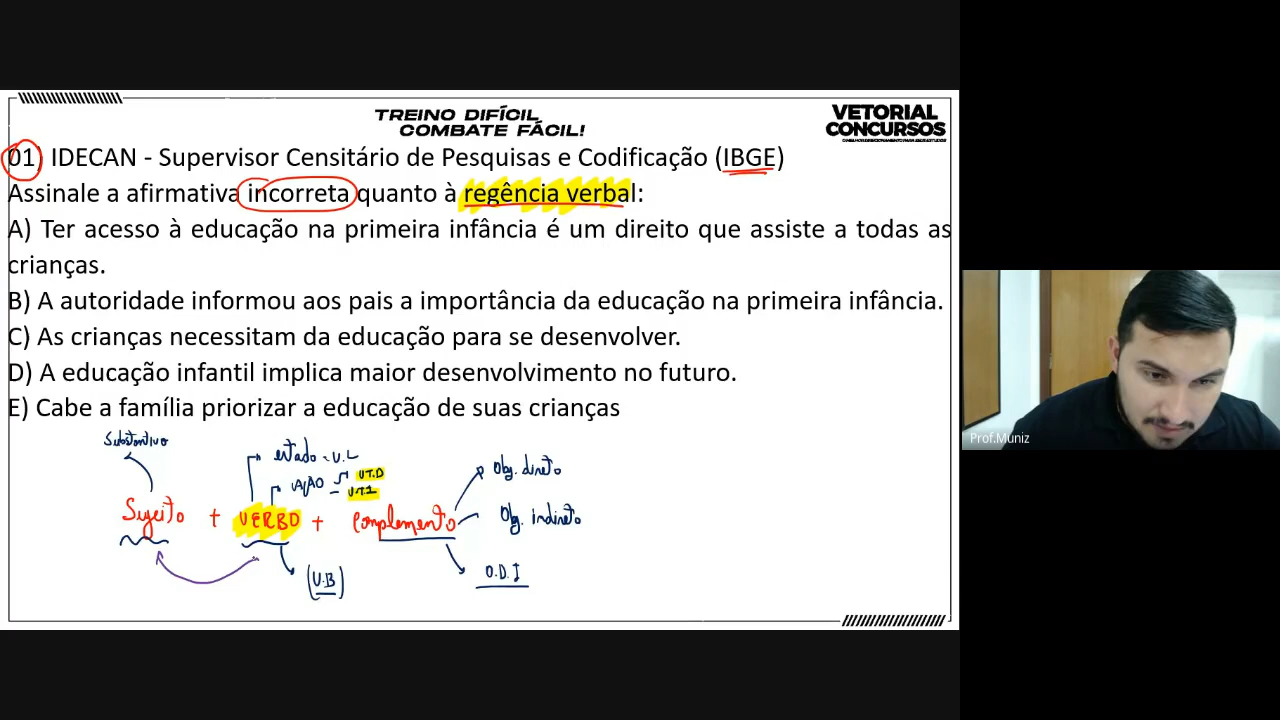 TREINO DIFÍCIL
COMBATE FÁCIL!
VETORIAL
CONCURSOS
01) IDECAN - Supervisor Censitário de Pesquisas e Codificação (IBGE)
Assinale a afirmativa incorreta quanto à regência verbal:
A) Ter acesso à educação na primeira infância é um direito que assiste a todas as
crianças.
B) A autoridade informou aos pais a importância da educação na primeira infância.
C) As crianças necessitam da educação para se desenvolver.
D) A educação infantil implica maior desenvolvimento no futuro.
E) Cabe a família priorizar a educação de suas crianças
Prof.Muniz
Substantivo
estado = V.L
AÇÃO
V.T.D
V.T.I
Obj. direto
Sujeito + VERBO + Complemento
Obj. indireto
(V.B)
O.D.I